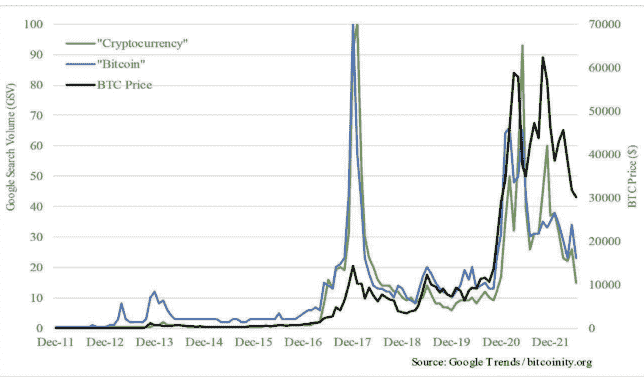 100
90
80
70
60
50
40
30
20
10
0
Google Search Volume (GSV)
"Cryptocurrency"
"Bitcoin"
BTC Price
70000
60000
50000
40000
30000
20000
10000
0
BTC Price ($)
Dec-11 Dec-12 Dec-13 Dec-14 Dec-15 Dec-16 Dec-17 Dec-18 Dec-19 Dec-20 Dec-21
Source: Google Trends / bitcoinity.org